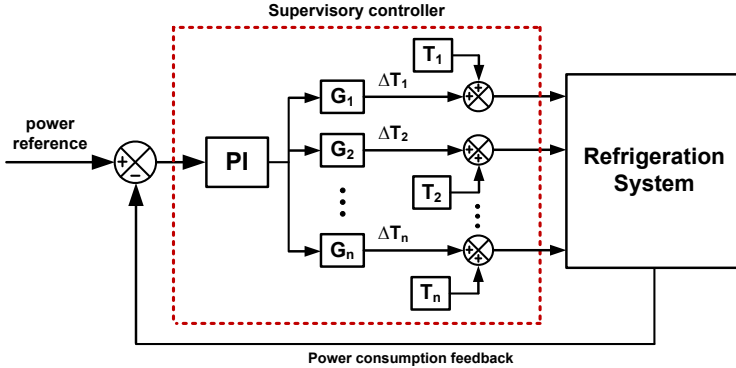 Supervisory controller
power
reference
+
−
PI
G₁
ΔT₁
T₁
+
+
G₂
ΔT₂
+
+
T₂
Gₙ
ΔTₙ
+
+
Tₙ
Refrigeration
System
Power consumption feedback